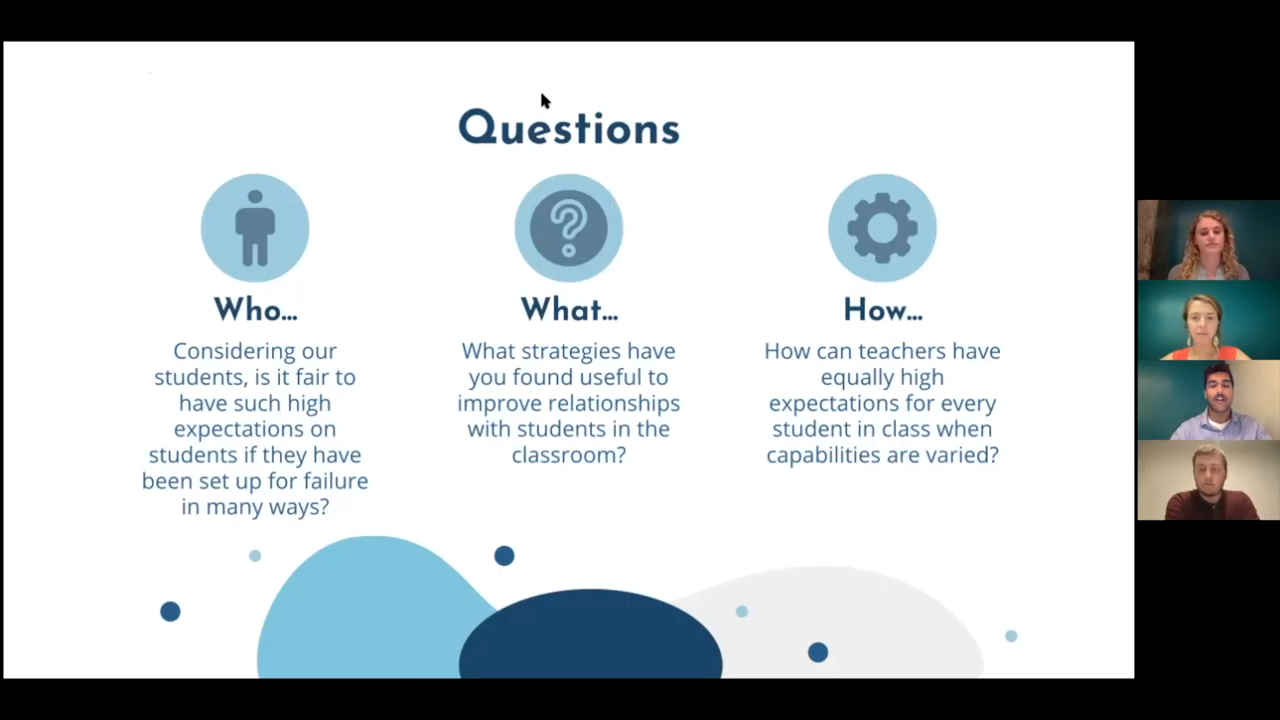 Questions
Who...
Considering our
students, is it fair to
have such high
expectations on
students if they have
been set up for failure
in many ways?
What...
What strategies have
you found useful to
improve relationships
with students in the
classroom?
How...
How can teachers have
equally high
expectations for every
student in class when
capabilities are varied?